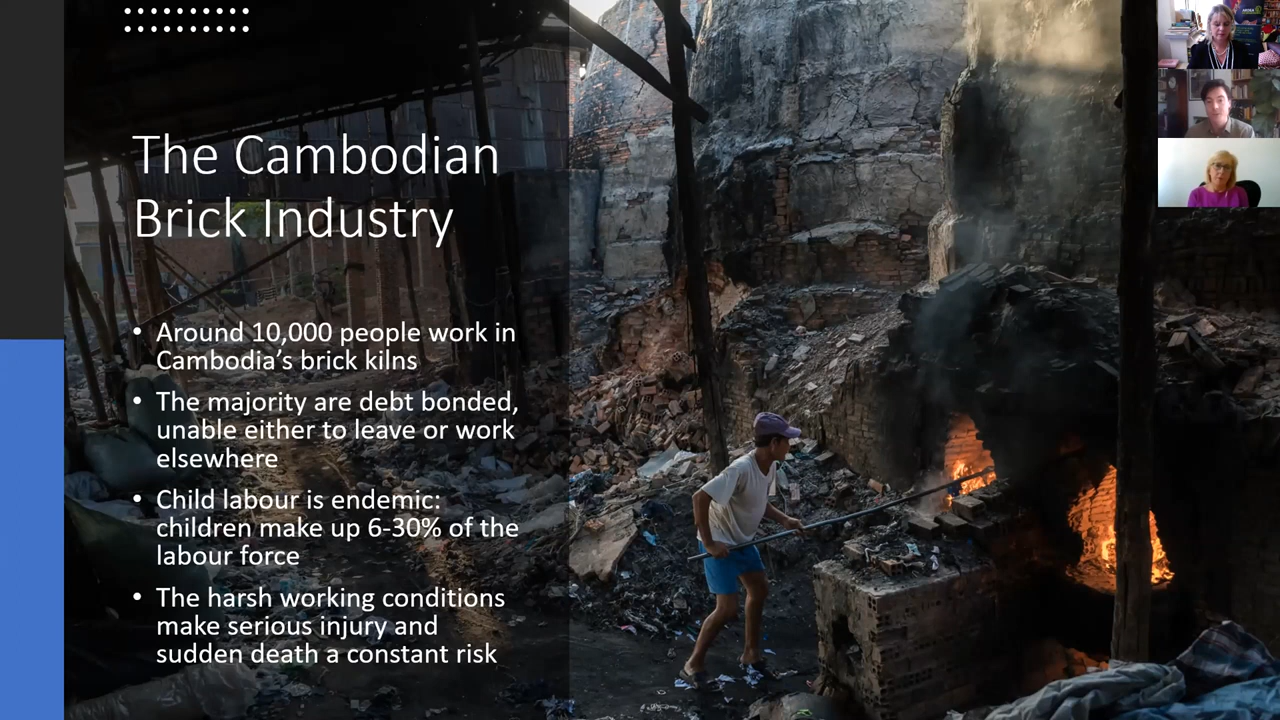 The Cambodian
Brick Industry
• Around 10,000 people work in
Cambodia's brick kilns
• The majority are debt bonded,
unable either to leave or work
elsewhere
• Child labour is endemic:
children make up 6-30% of the
labour force
• The harsh working conditions
make serious injury and
sudden death a constant risk